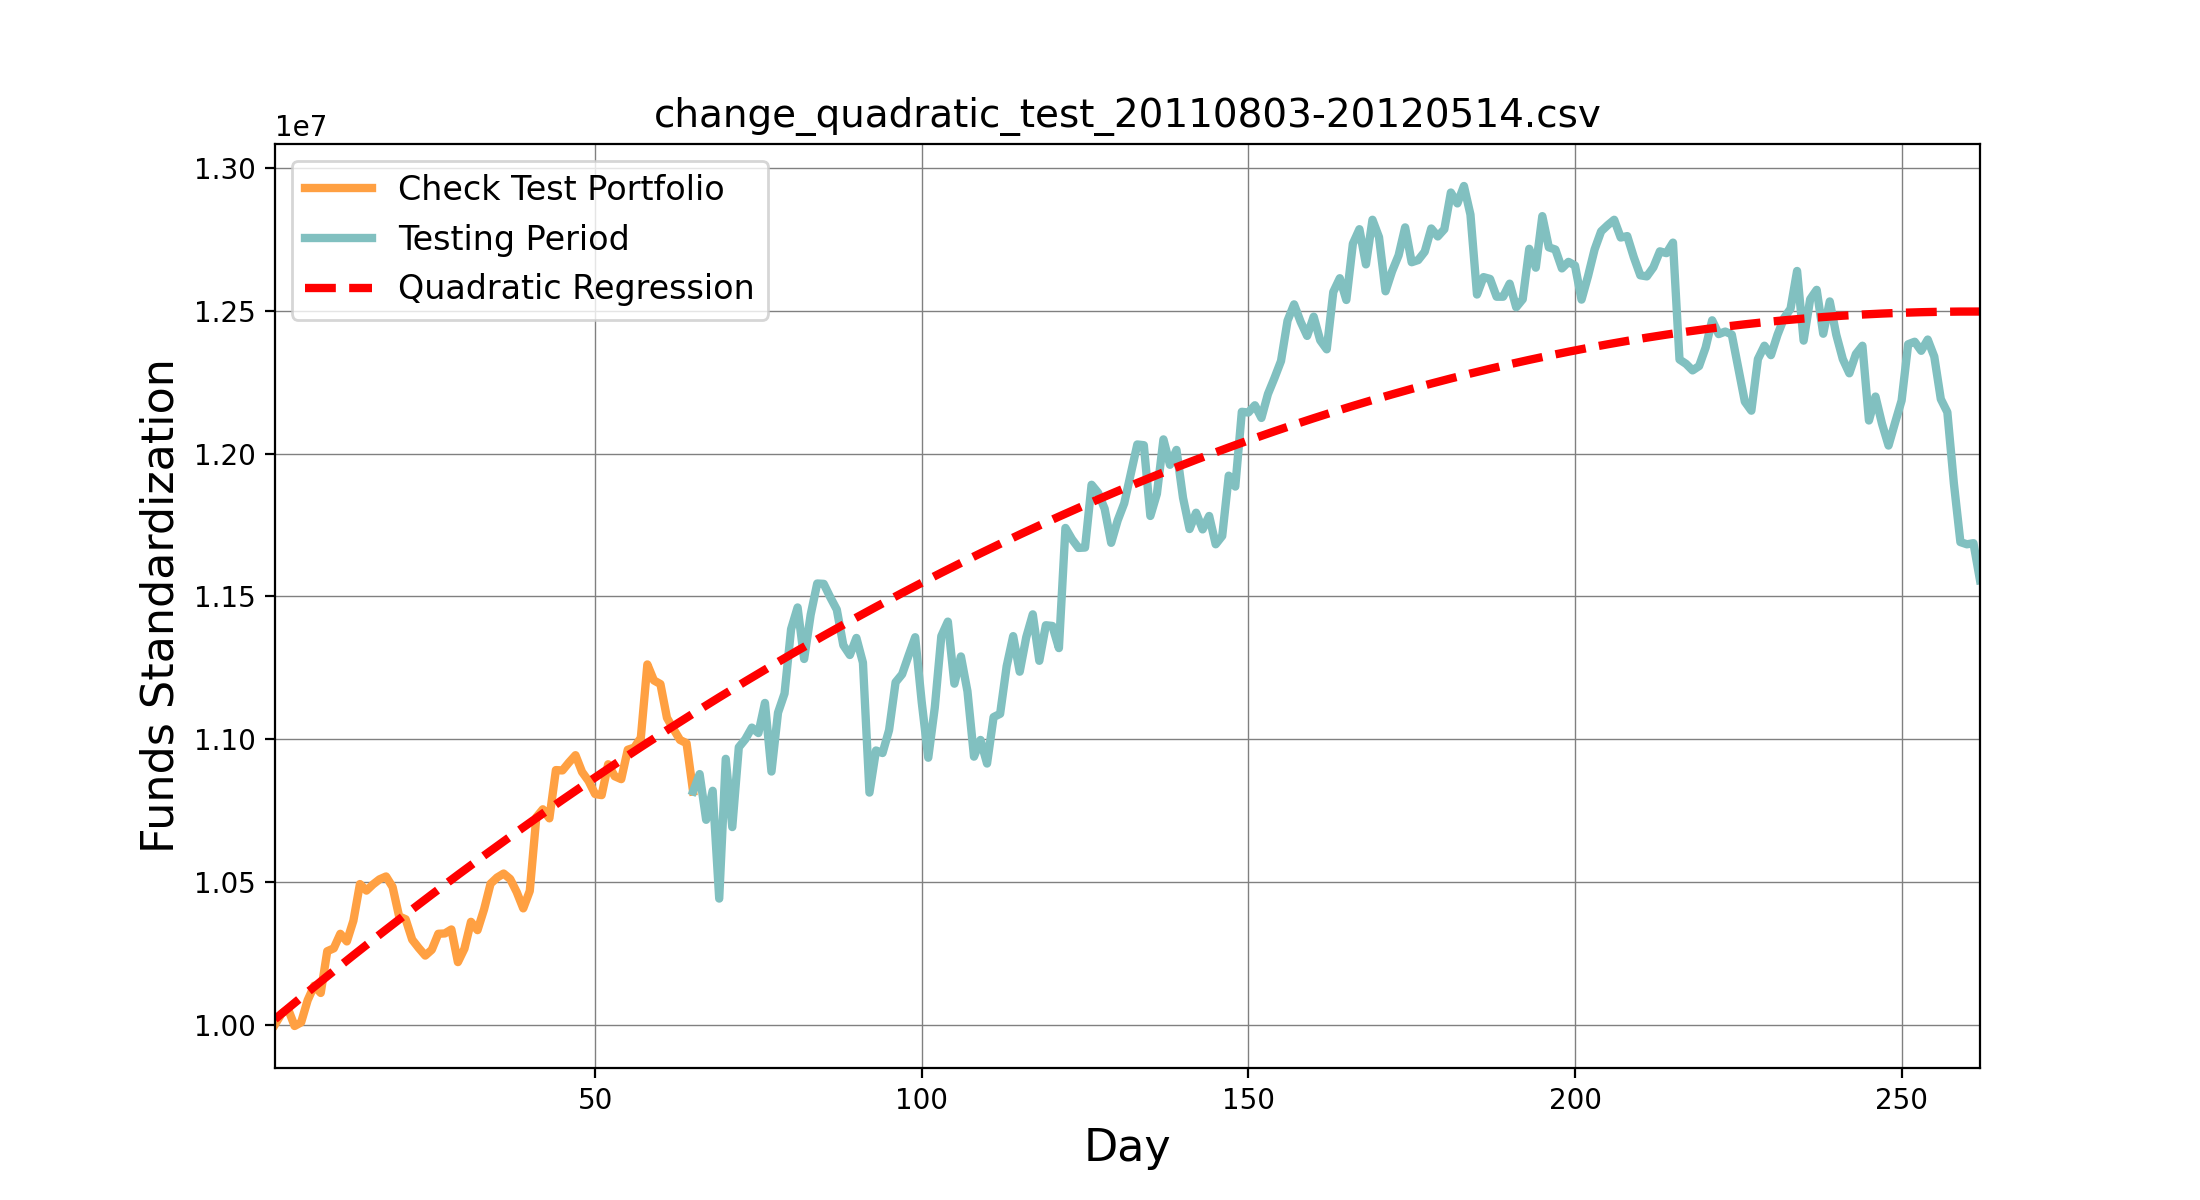 change_quadratic_test_20110803-20120514.csv
1e7
Check Test Portfolio
Testing Period
Quadratic Regression
Funds Standardization
1.30
1.25
1.20
1.15
1.10
1.05
1.00
50 100 150 200 250
Day